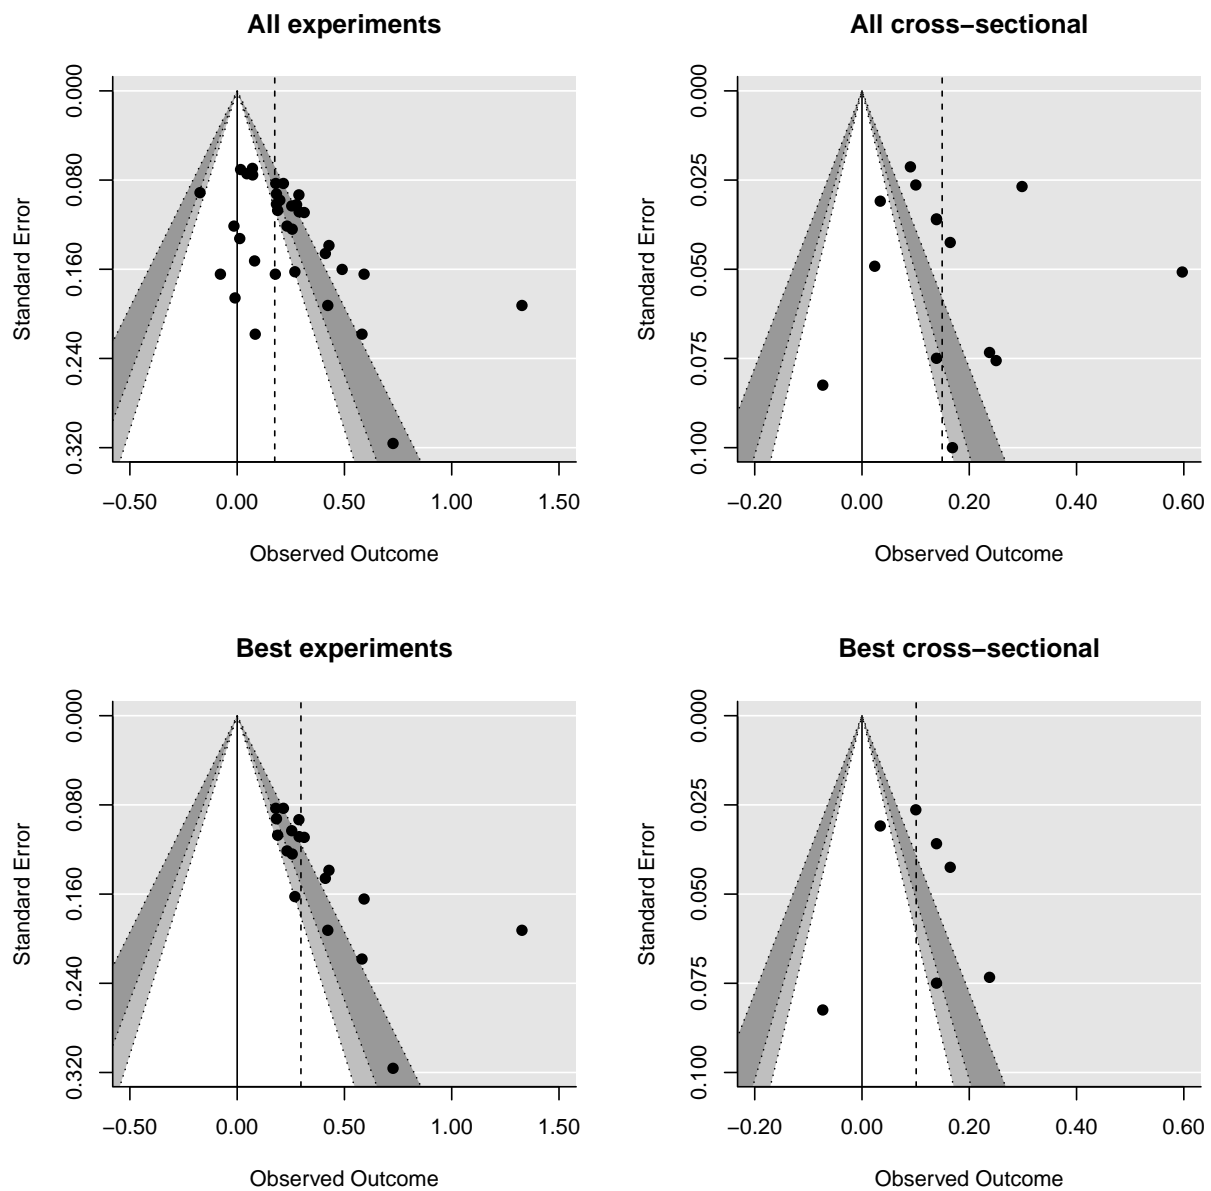 All experiments
0.000
0.080
0.160
0.240
0.320
Standard Error
−0.50 0.00 0.50 1.00 1.50
Observed Outcome
All cross−sectional
0.000
0.025
0.050
0.075
0.100
Standard Error
−0.20 0.00 0.20 0.40 0.60
Observed Outcome
Best experiments
0.000
0.080
0.160
0.240
0.320
Standard Error
−0.50 0.00 0.50 1.00 1.50
Observed Outcome
Best cross−sectional
0.000
0.025
0.050
0.075
0.100
Standard Error
−0.20 0.00 0.20 0.40 0.60
Observed Outcome